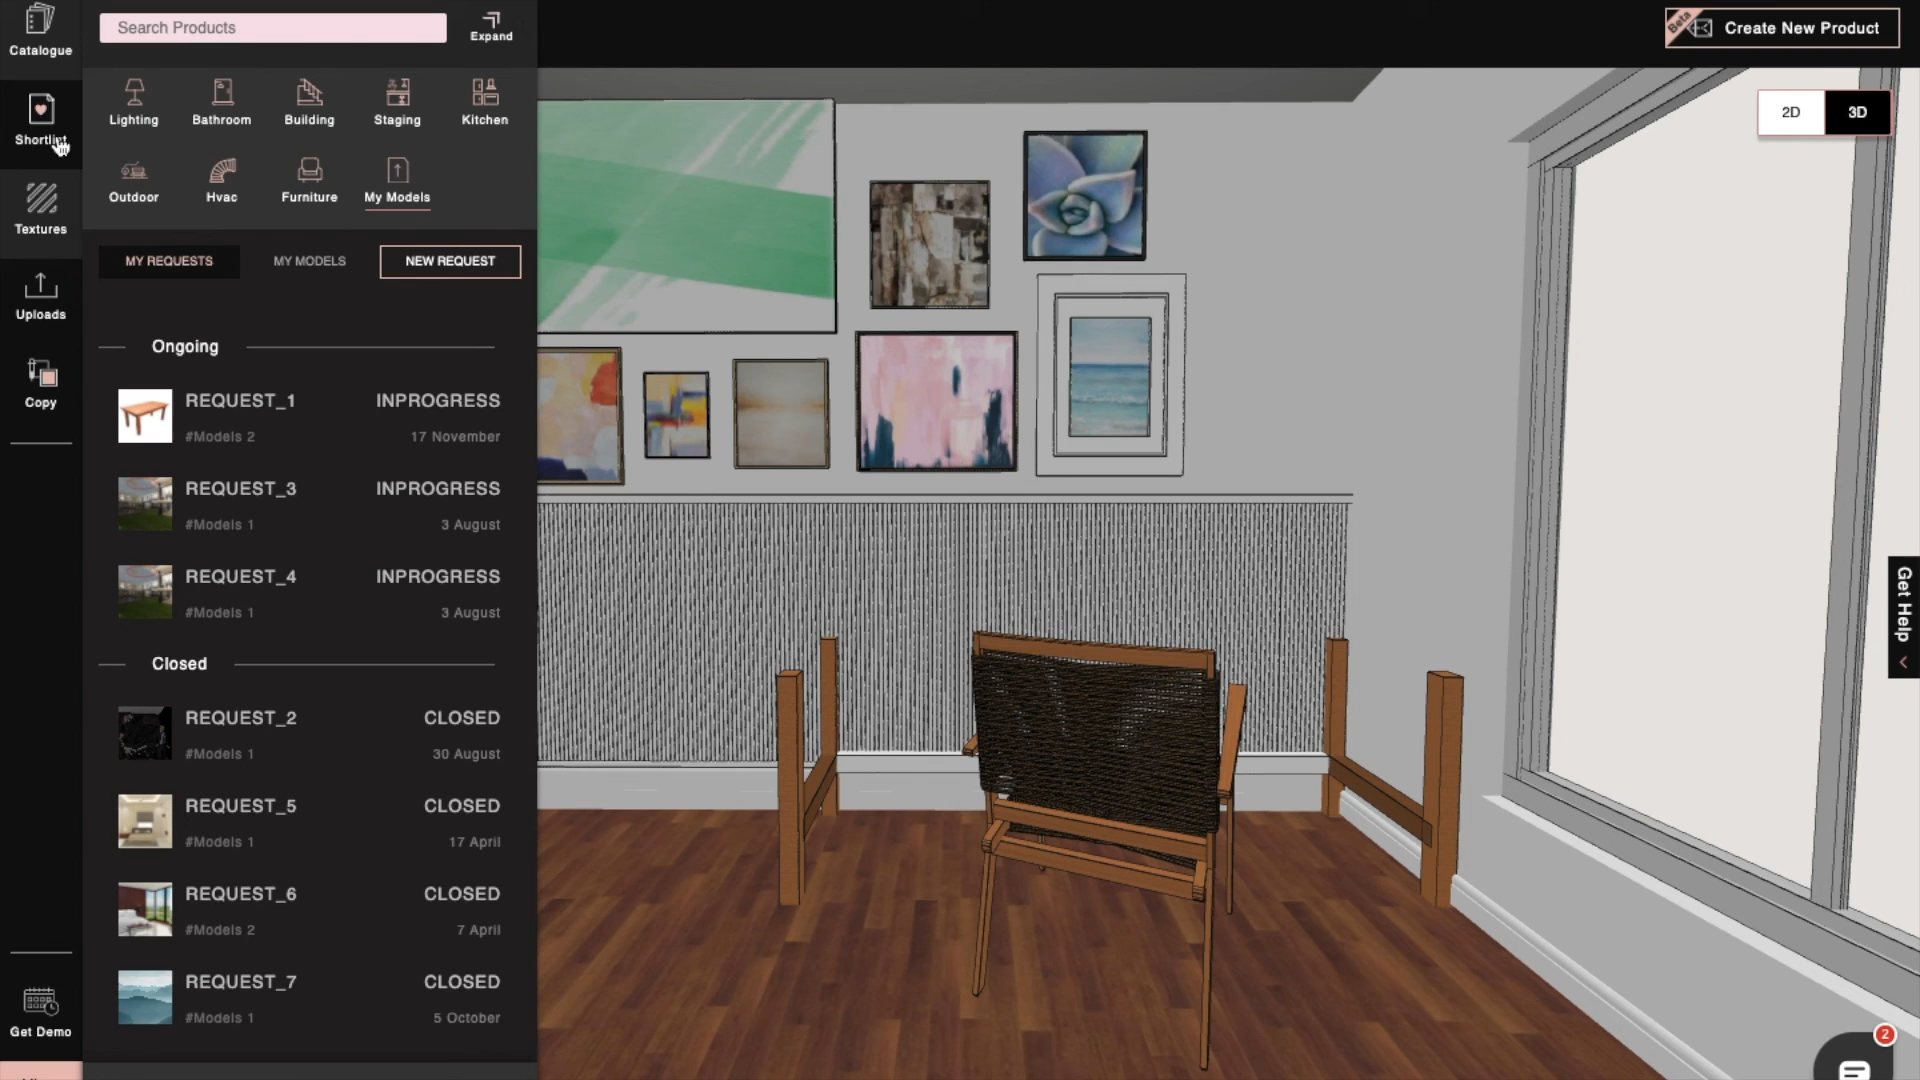 Catalogue
Shortlist
Textures
Uploads
Copy
Get Demo
Search Products
Expand
Lighting
Bathroom
Building
Staging
Kitchen
Outdoor
Hvac
Furniture
My Models
MY REQUESTS
MY MODELS
NEW REQUEST
Ongoing
REQUEST_1 INPROGRESS
#Models 2 17 November
REQUEST_3 INPROGRESS
#Models 1 3 August
REQUEST_4 INPROGRESS
#Models 1 3 August
Closed
REQUEST_2 CLOSED
#Models 1 30 August
REQUEST_5 CLOSED
#Models 1 17 April
REQUEST_6 CLOSED
#Models 2 7 April
REQUEST_7 CLOSED
#Models 1 5 October
Beta
Create New Product
2D
3D
Get Help
2